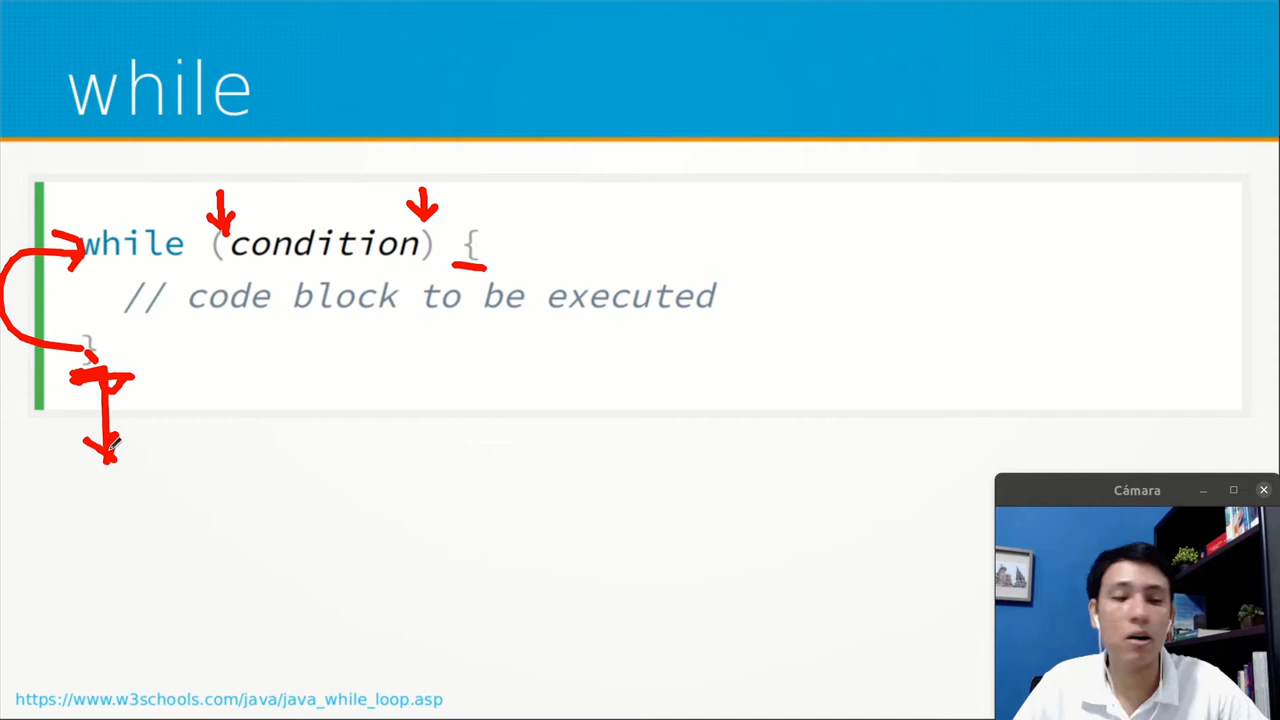 while
while (condition) {
// code block to be executed
}
Cámara
https://www.w3schools.com/java/java_while_loop.asp